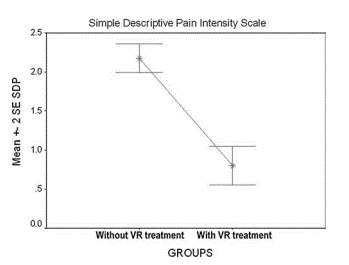 Simple Descriptive Pain Intensity Scale
2.5
2.0
1.5
1.0
.5
0.0
Mean +- 2 SE SDP
Without VR treatment With VR treatment
GROUPS